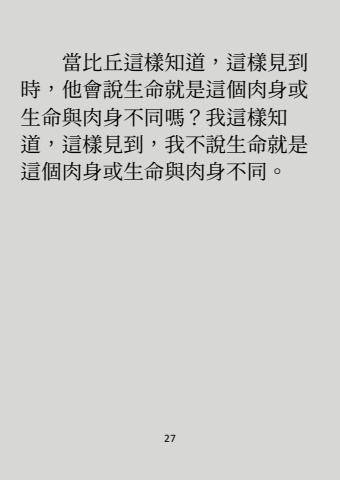 當比丘這樣知道，這樣見到
時，他會說生命就是這個肉身或
生命與肉身不同嗎？我這樣知
道，這樣見到，我不說生命就是
這個肉身或生命與肉身不同。
27